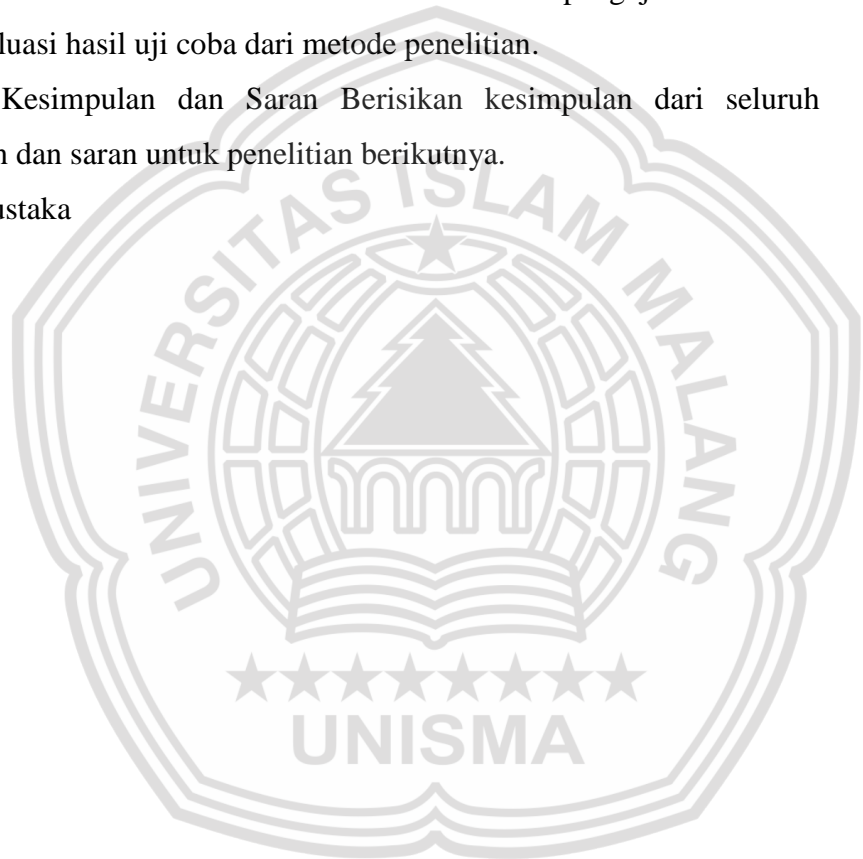 luasi hasil uji coba dari metode penelitian.
Kesimpulan dan Saran Berisikan kesimpulan dari seluruh
n dan saran untuk penelitian berikutnya.
ustaka
UNIVERSITAS ISLAM MALANG
UNISMA